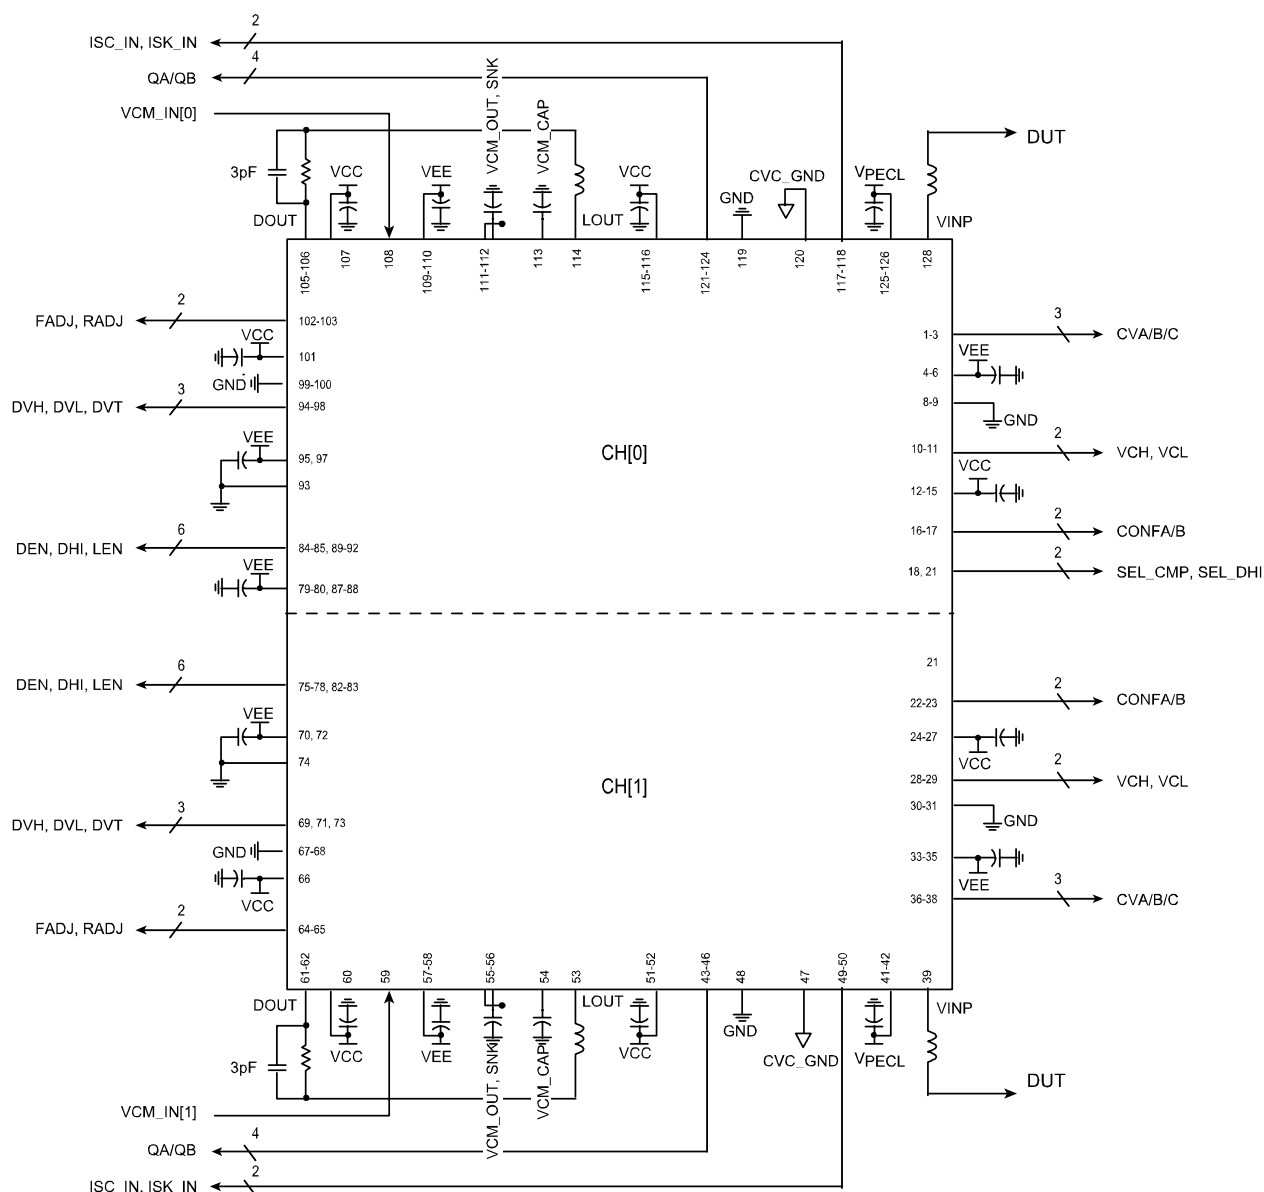 2
ISC_IN, ISK_IN
4
QA/QB
VCM_IN[0]
VCM_OUT, SNK
VCM_CAP
DUT
3pF
VCC
VEE
VCC
CVC_GND
VPECL
GND
DOUT
LOUT
VINP
105-106
107
108
109-110
111-112
113
114
115-116
121-124
119
120
117-118
125-126
128
2
FADJ, RADJ
102-103
VCC
101
GND
99-100
3
DVH, DVL, DVT
94-98
VEE
95, 97
93
6
DEN, DHI, LEN
84-85, 89-92
VEE
79-80, 87-88
CH[0]
1-3
3
CVA/B/C
VEE
4-6
8-9
GND
10-11
2
VCH, VCL
VCC
12-15
16-17
2
CONFA/B
18, 21
2
SEL_CMP, SEL_DHI
6
DEN, DHI, LEN
75-78, 82-83
VEE
70, 72
74
3
DVH, DVL, DVT
69, 71, 73
GND
67-68
66
VCC
2
FADJ, RADJ
64-65
CH[1]
21
22-23
2
CONFA/B
24-27
VCC
28-29
2
VCH, VCL
30-31
GND
33-35
VEE
36-38
3
CVA/B/C
61-62
60
59
57-58
55-56
54
53
51-52
43-46
48
47
49-50
41-42
39
DOUT
LOUT
VINP
3pF
VCC
VEE
VCM_OUT, SNK
VCM_CAP
VCC
GND
CVC_GND
VPECL
DUT
VCM_IN[1]
4
QA/QB
2
ISC_IN, ISK_IN